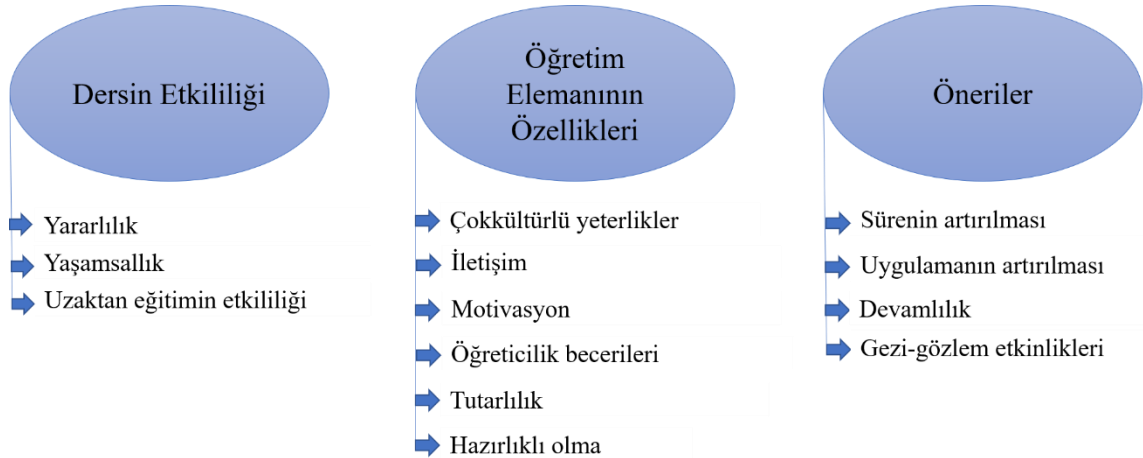 Dersin Etkililiği
Yararlılık
Yaşamsallık
Uzaktan eğitimin etkililiği
Öğretim
Elemanının
Özellikleri
Çokkültürlü yeterlikler
İletişim
Motivasyon
Öğreticilik becerileri
Tutarlılık
Hazırlıklı olma
Öneriler
Sürenin artırılması
Uygulamanın artırılması
Devamlılık
Gezi-gözlem etkinlikleri